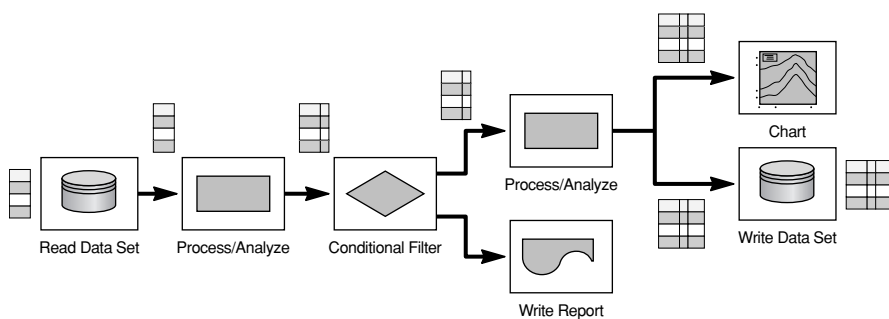 Read Data Set
Process/Analyze
Conditional Filter
Process/Analyze
Write Report
Chart
Write Data Set